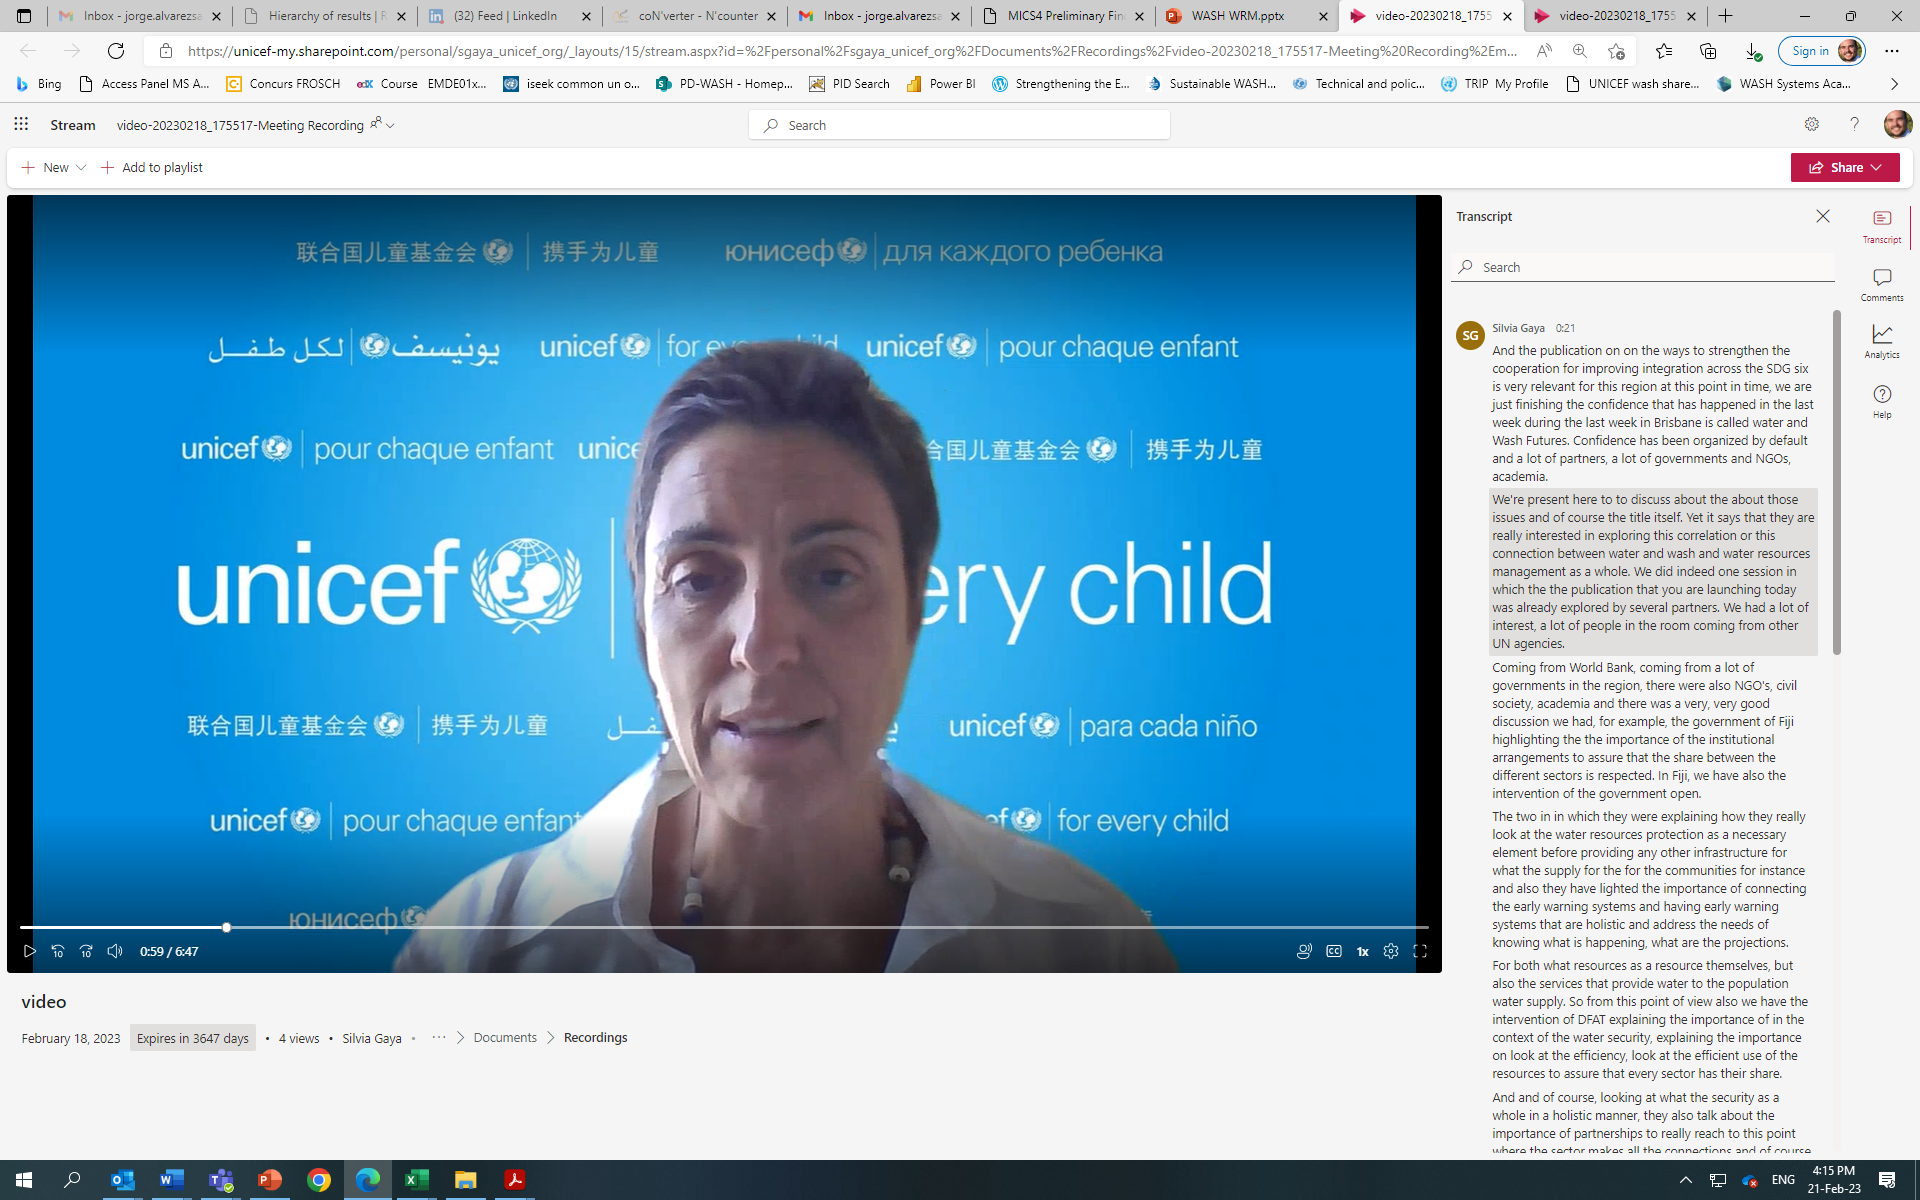 Inbox - jorge.alvarezsa
Hierarchy of results | R
(32) Feed | LinkedIn
coN'verter - N'counter
Inbox - jorge.alvarezsa
MICS4 Preliminary Fin
WASH WRM.pptx
video-20230218_1755
video-20230218_1755
https://unicef-my.sharepoint.com/personal/sgaya_unicef_org/_layouts/15/stream.aspx?id=%2Fpersonal%2Fsgaya_unicef_org%2FDocuments%2FRecordings%2Fvideo-20230218_175517-Meeting%20Recording%2Em...
Sign in
Bing
Access Panel MS A...
Concurs FROSCH
edX Course EMDE01x...
iseek common un o...
PD-WASH - Homep...
PID Search
Power BI
Strengthening the E...
Sustainable WASH...
Technical and polic...
TRIP My Profile
UNICEF wash share...
WASH Systems Aca...
Stream
video-20230218_175517-Meeting Recording
Search
New
Add to playlist
Share
联合国儿童基金会 | 携手为儿童
юнисеф | для каждого ребенка
يونيسف | لكل طفل
unicef | for every child
unicef | pour chaque enfant
unicef | pour chaque enfant
unice
合国儿童基金会 | 携手为儿童
unicef | ery child
联合国儿童基金会 | 携手为儿童
unicef | para cada niño
unicef | pour chaque enfant
ef | for every child
юнисеф
0:59 / 6:47
1x
video
February 18, 2023
Expires in 3647 days
• 4 views • Silvia Gaya •
... > Documents > Recordings
Transcript
Search
SG
Silvia Gaya 0:21
And the publication on on the ways to strengthen the
cooperation for improving integration across the SDG six
is very relevant for this region at this point in time, we are
just finishing the confidence that has happened in the last
week during the last week in Brisbane is called water and
Wash Futures. Confidence has been organized by default
and a lot of partners, a lot of governments and NGOs,
academia.
We're present here to to discuss about the about those
issues and of course the title itself. Yet it says that they are
really interested in exploring this correlation or this
connection between water and wash and water resources
management as a whole. We did indeed one session in
which the the publication that you are launching today
was already explored by several partners. We had a lot of
interest, a lot of people in the room coming from other
UN agencies.
Coming from World Bank, coming from a lot of
governments in the region, there were also NGO's, civil
society, academia and there was a very, very good
discussion we had, for example, the government of Fiji
highlighting the the importance of the institutional
arrangements to assure that the share between the
different sectors is respected. In Fiji, we have also the
intervention of the government open.
The two in in which they were explaining how they really
look at the water resources protection as a necessary
element before providing any other infrastructure for
what the supply for the for the communities for instance
and also they have lighted the importance of connecting
the early warning systems and having early warning
systems that are holistic and address the needs of
knowing what is happening, what are the projections.
For both what resources as a resource themselves, but
also the services that provide water to the population
water supply. So from this point of view also we have the
intervention of DFAT explaining the importance of in the
context of the water security, explaining the importance
on look at the efficiency, look at the efficient use of the
resources to assure that every sector has their share.
And and of course, looking at what the security as a
whole in a holistic manner, they also talk about the
importance of partnerships to really reach to this point
where the sector makes all the connections and of course
Transcript
Comments
Analytics
Help
ENG
4:15 PM
21-Feb-23